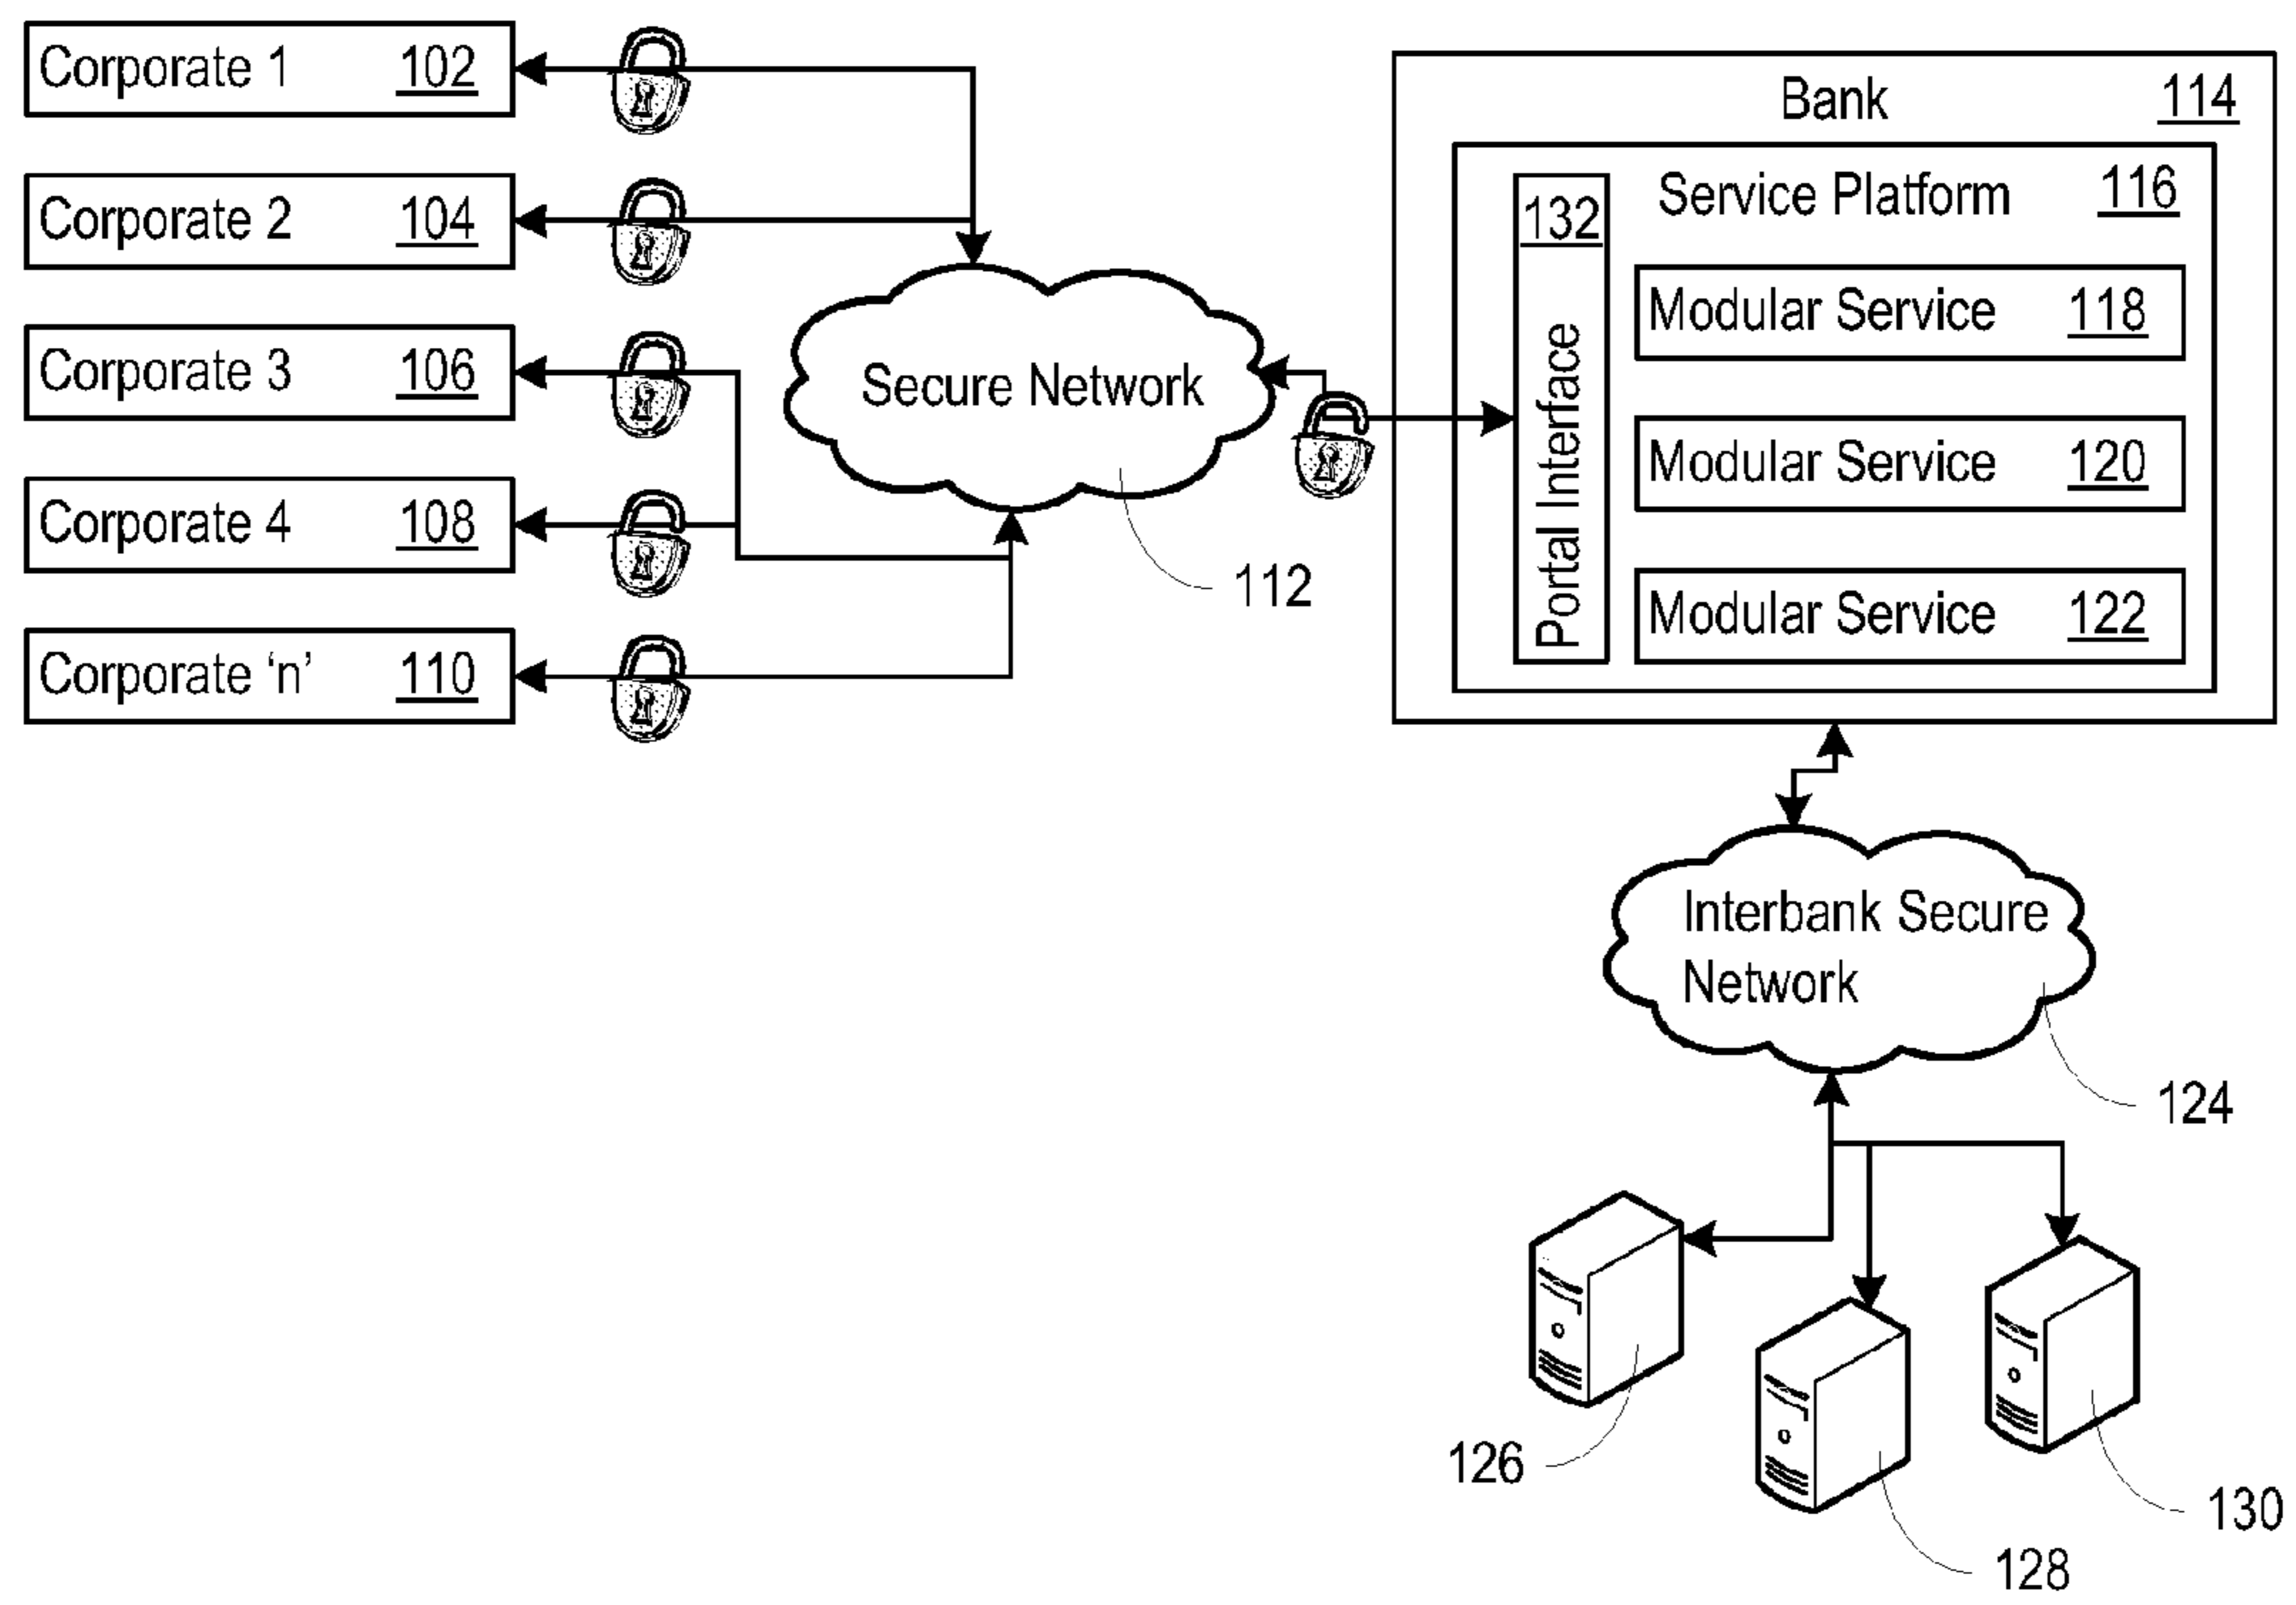 Corporate 1 102
Corporate 2 104
Corporate 3 106
Corporate 4 108
Corporate ‘n’ 110
Secure Network
112
Bank 114
Service Platform 116
132
Portal Interface
Modular Service 118
Modular Service 120
Modular Service 122
Interbank Secure
Network
124
126
128
130